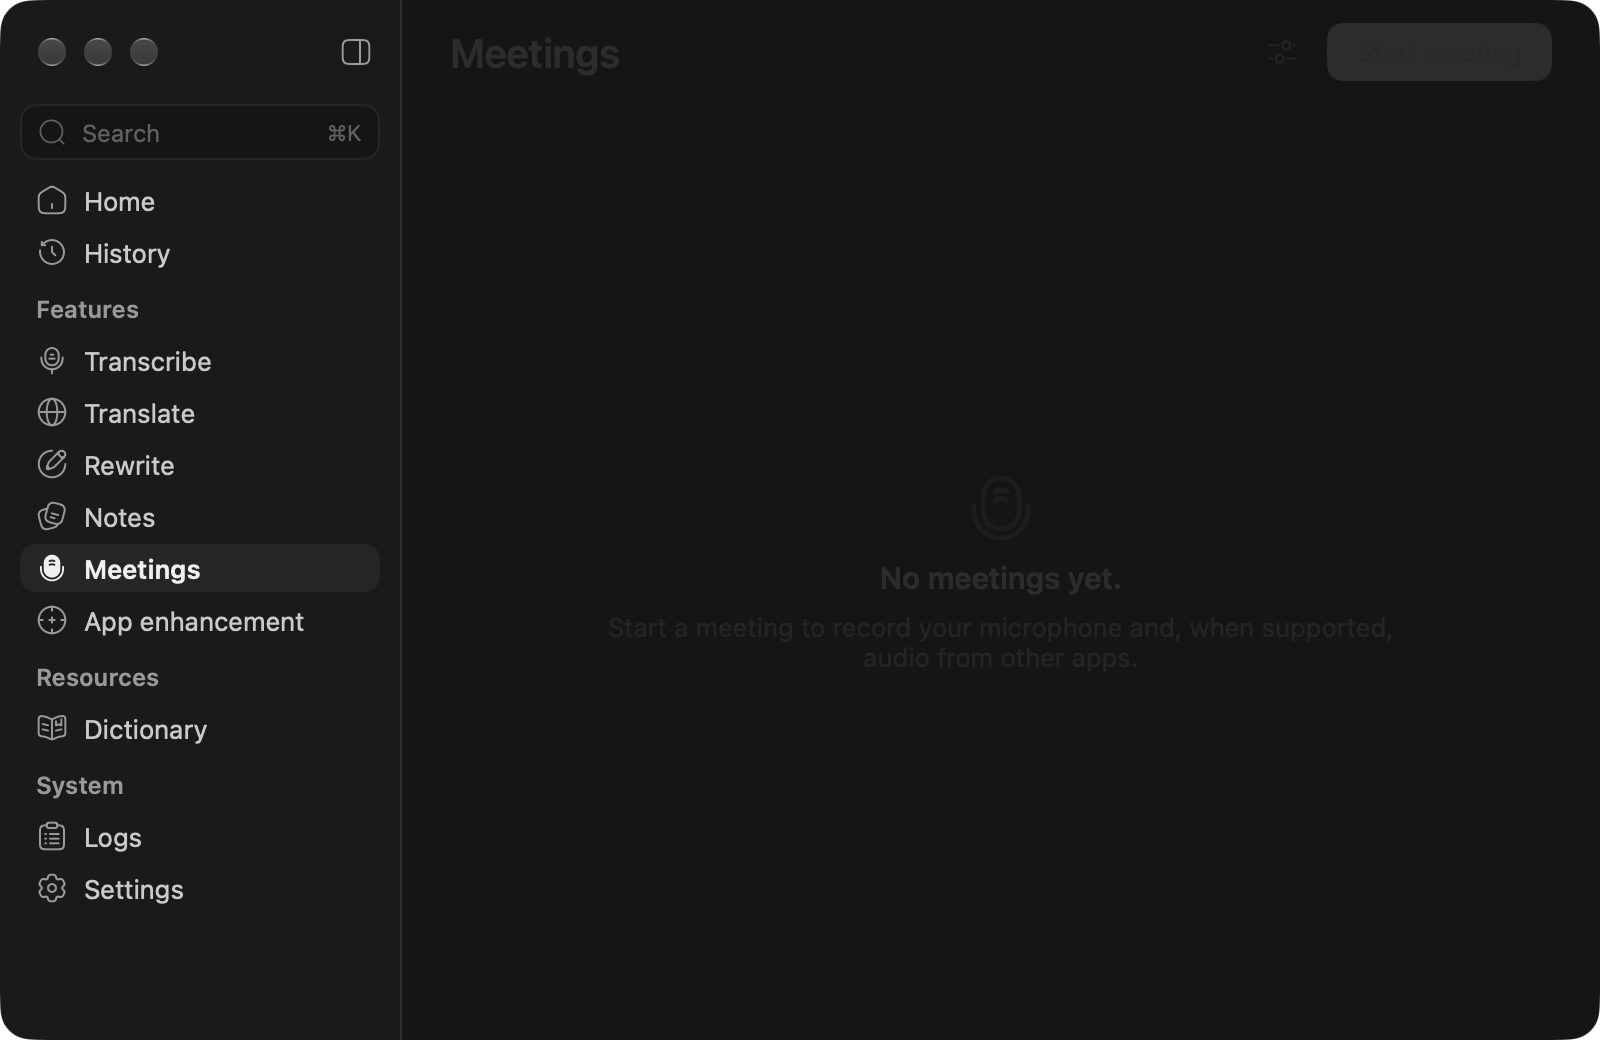 Search ⌘K
Home
History
Features
Transcribe
Translate
Rewrite
Notes
Meetings
App enhancement
Resources
Dictionary
System
Logs
Settings
Meetings
Start meeting
No meetings yet.
Start a meeting to record your microphone and, when supported,
audio from other apps.